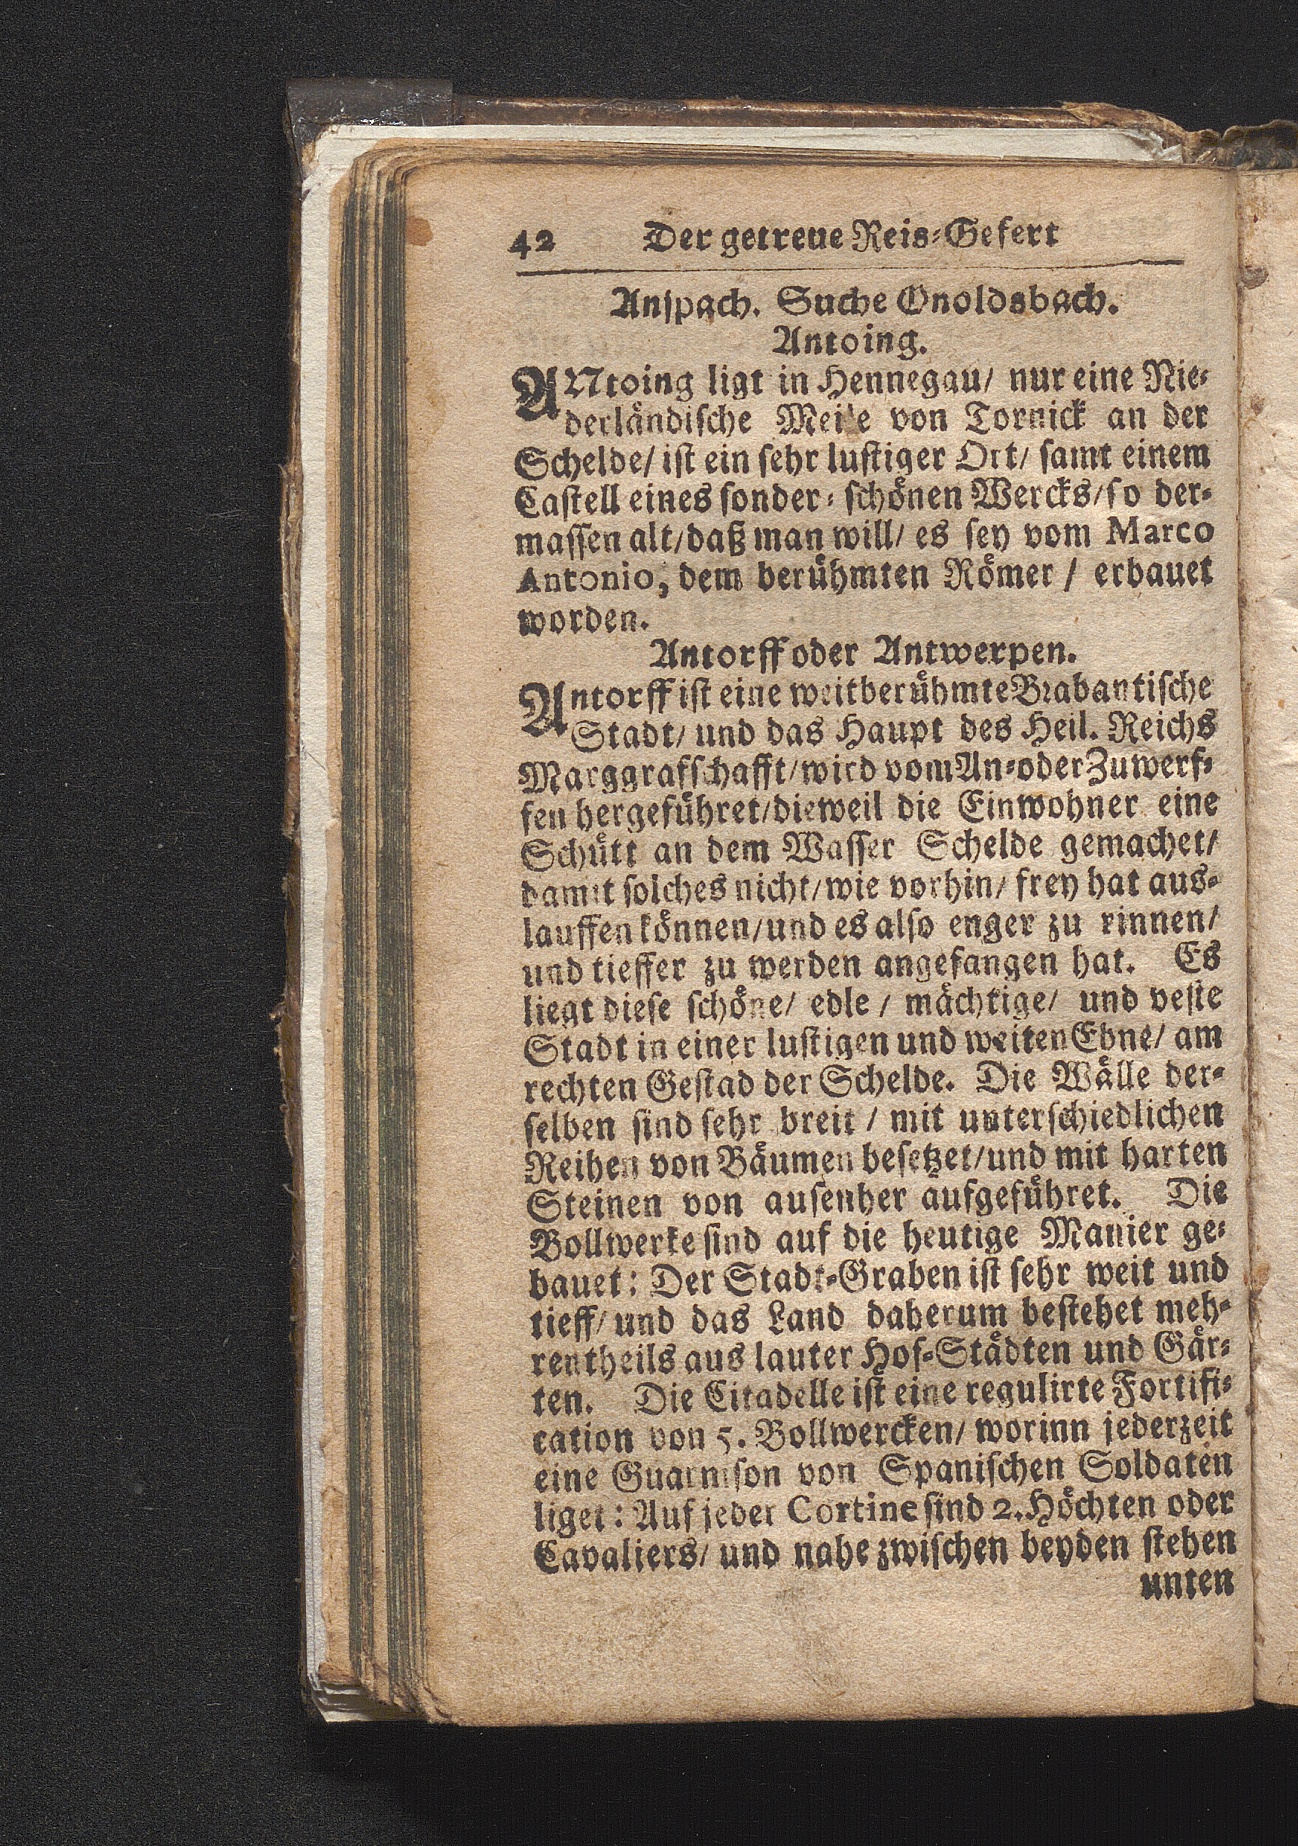 42 Der getreue Reis-Gefert
Anspach. Suche Onoldsbach.
Antoing.
ANtoing ligt in Hennegau/ nur eine Nie-
derländische Meile von Tornick an der
Schelde/ ist ein sehr lustiger Ort/ samt einem
Castell eines sonder-schönen Wercks/so der-
massen alt/daß man will/ es sey vom Marco
Antonio, dem berühmten Römer / erbauet
worden.
Antorff oder Antwerpen.
Antorff ist eine weitberühmte Brabantische
Stadt/ und das Haupt des Heil. Reichs
Marggrafschafft/wird vom An-oder Zuwerf-
fen hergeführet/dieweil die Einwohner eine
Schütt an dem Wasser Schelde gemachet/
damit solches nicht/wie vorhin/ frey hat aus-
lauffen können/und es also enger zu rinnen/
und tieffer zu werden angefangen hat. Es
liegt diese schöne/ edle / mächtige/ und veste
Stadt in einer lustigen und weiten Ebne/ am
rechten Gestad der Schelde. Die Wälle der-
selben sind sehr breit / mit unterschiedlichen
Reihen von Bäumen besetzet/und mit harten
Steinen von ausenher aufgeführet. Die
Bollwerke sind auf die heutige Manier ge-
bauet: Der Stadt-Graben ist sehr weit und
tieff/ und das Land daherum bestehet meh-
rentheils aus lauter Hof-Städten und Gär-
ten. Die Citadelle ist eine regulirte Fortifi-
cation von 5. Bollwercken/ worinn jederzeit
eine Guarnison von Spanischen Soldaten
liget: Auf jeder Cortine sind 2. Höchten oder
Cavaliers/ und nahe zwischen beyden stehen
unten